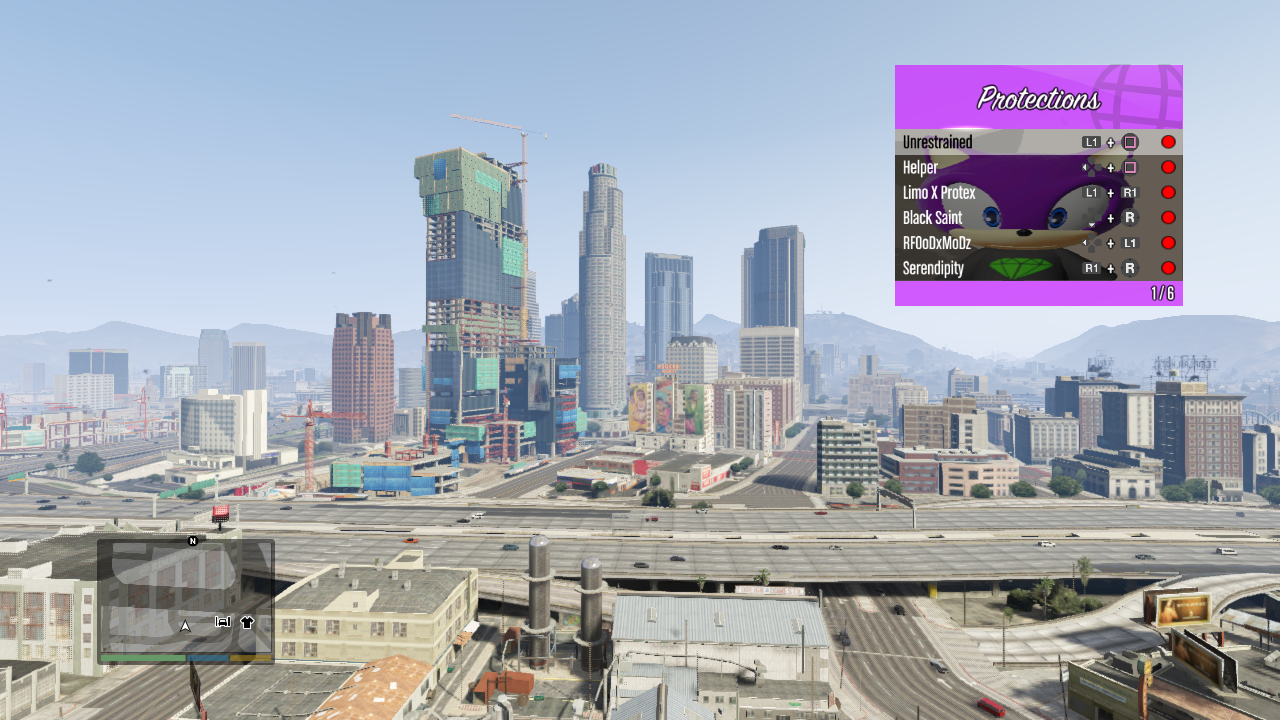 Protections
Unrestrained L1 + 
Helper + 
Limo X Protex L1 + R1
Black Saint + R
RFOoDxMoDz + L1
Serendipity R1 + R
1/6
N